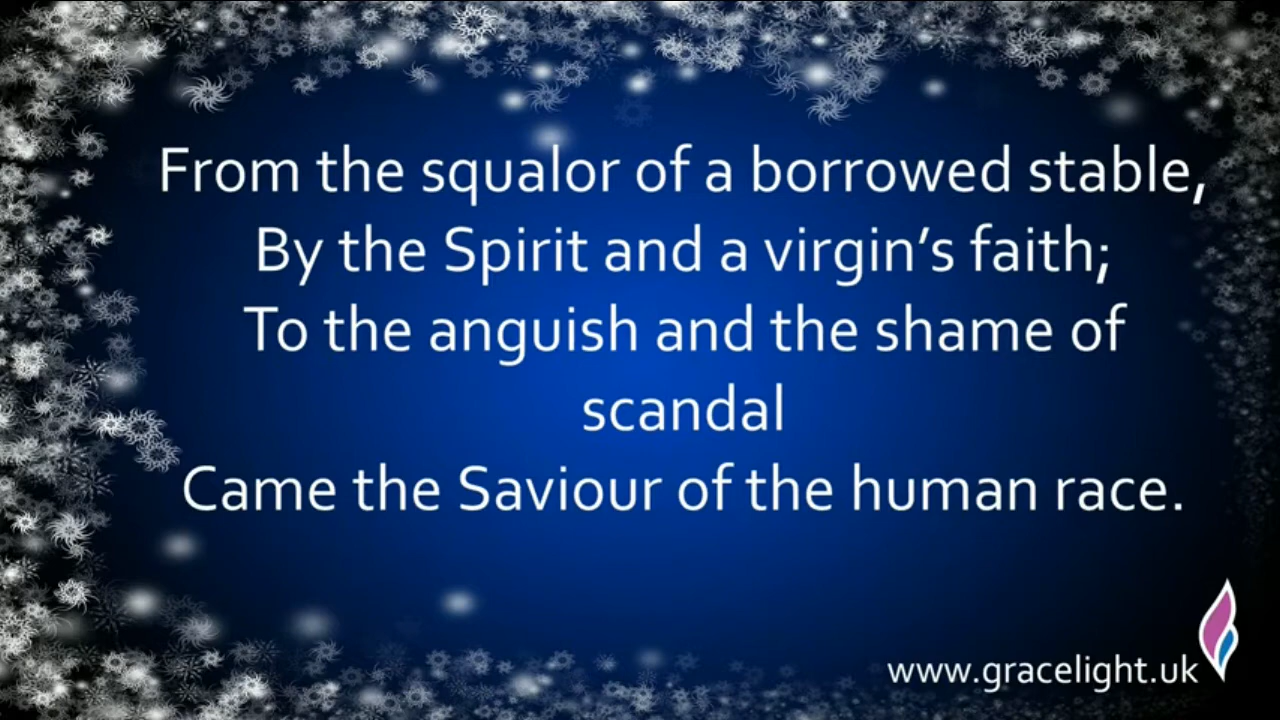 From the squalor of a borrowed stable,
By the Spirit and a virgin’s faith;
To the anguish and the shame of
scandal
Came the Saviour of the human race.
www.gracelight.uk